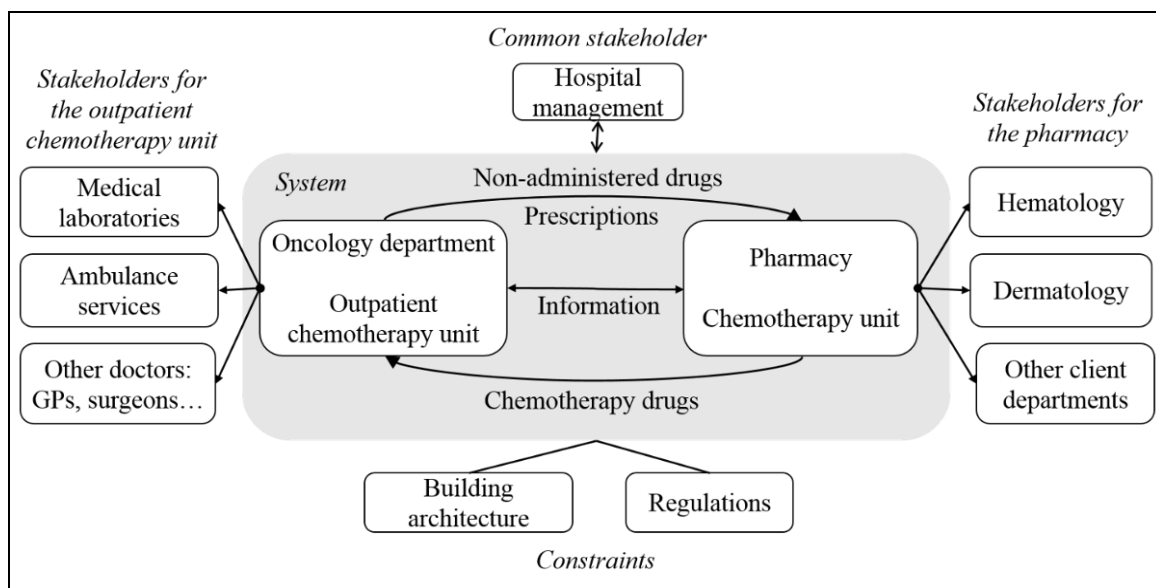 Common stakeholder
Hospital
management
Stakeholders for
the outpatient
chemotherapy unit
Medical
laboratories
Ambulance
services
Other doctors:
GPs, surgeons…
System
Non-administered drugs
Prescriptions
Oncology department
Outpatient
chemotherapy unit
Information
Pharmacy
Chemotherapy unit
Chemotherapy drugs
Stakeholders for
the pharmacy
Hematology
Dermatology
Other client
departments
Building
architecture
Regulations
Constraints